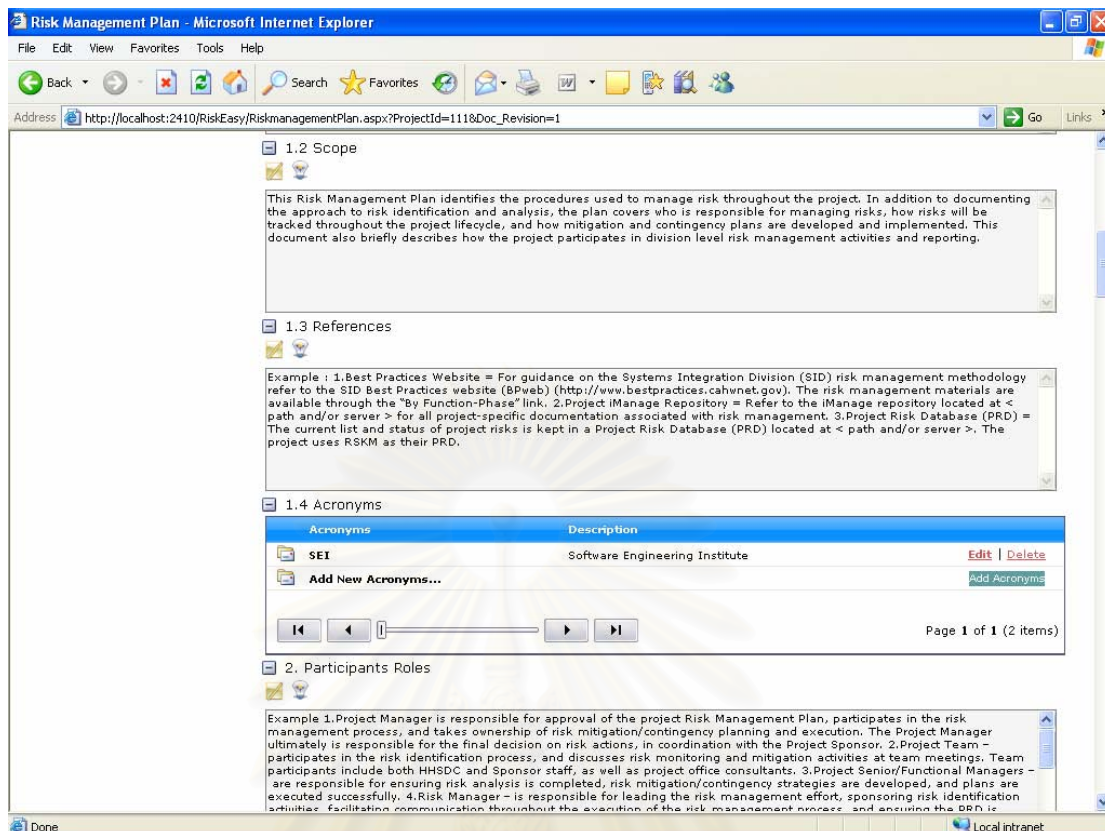 Risk Management Plan - Microsoft Internet Explorer
File Edit View Favorites Tools Help
Back Search Favorites
Address http://localhost:2410/RiskEasy/RiskmanagementPlan.aspx?ProjectId=111&Doc_Revision=1 Go Links
1.2 Scope
This Risk Management Plan identifies the procedures used to manage risk throughout the project. In addition to documenting
the approach to risk identification and analysis, the plan covers who is responsible for managing risks, how risks will be
tracked throughout the project lifecycle, and how mitigation and contingency plans are developed and implemented. This
document also briefly describes how the project participates in division level risk management activities and reporting.
1.3 References
Example : 1.Best Practices Website = For guidance on the Systems Integration Division (SID) risk management methodology
refer to the SID Best Practices website (BPweb) (http://www.bestpractices.cahwnet.gov). The risk management materials are
available through the "By Function-Phase" link. 2.Project iManage Repository = Refer to the iManage repository located at <
path and/or server > for all project-specific documentation associated with risk management. 3.Project Risk Database (PRD) =
The current list and status of project risks is kept in a Project Risk Database (PRD) located at < path and/or server >. The
project uses RSKM as their PRD.
1.4 Acronyms
Acronyms Description
SEI Software Engineering Institute Edit | Delete
Add New Acronyms... Add Acronyms
Page 1 of 1 (2 items)
2. Participants Roles
Example 1.Project Manager is responsible for approval of the project Risk Management Plan, participates in the risk
management process, and takes ownership of risk mitigation/contingency planning and execution. The Project Manager
ultimately is responsible for the final decision on risk actions, in coordination with the Project Sponsor. 2.Project Team –
participates in the risk identification process, and discusses risk monitoring and mitigation activities at team meetings. Team
participants include both HHSDC and Sponsor staff, as well as project office consultants. 3.Project Senior/Functional Managers –
are responsible for ensuring risk analysis is completed, risk mitigation/contingency strategies are developed, and plans are
executed successfully. 4.Risk Manager – is responsible for leading the risk management effort, sponsoring risk identification
activities, facilitating communication throughout the execution of the risk management process, and ensuring the PRD is
Done Local intranet